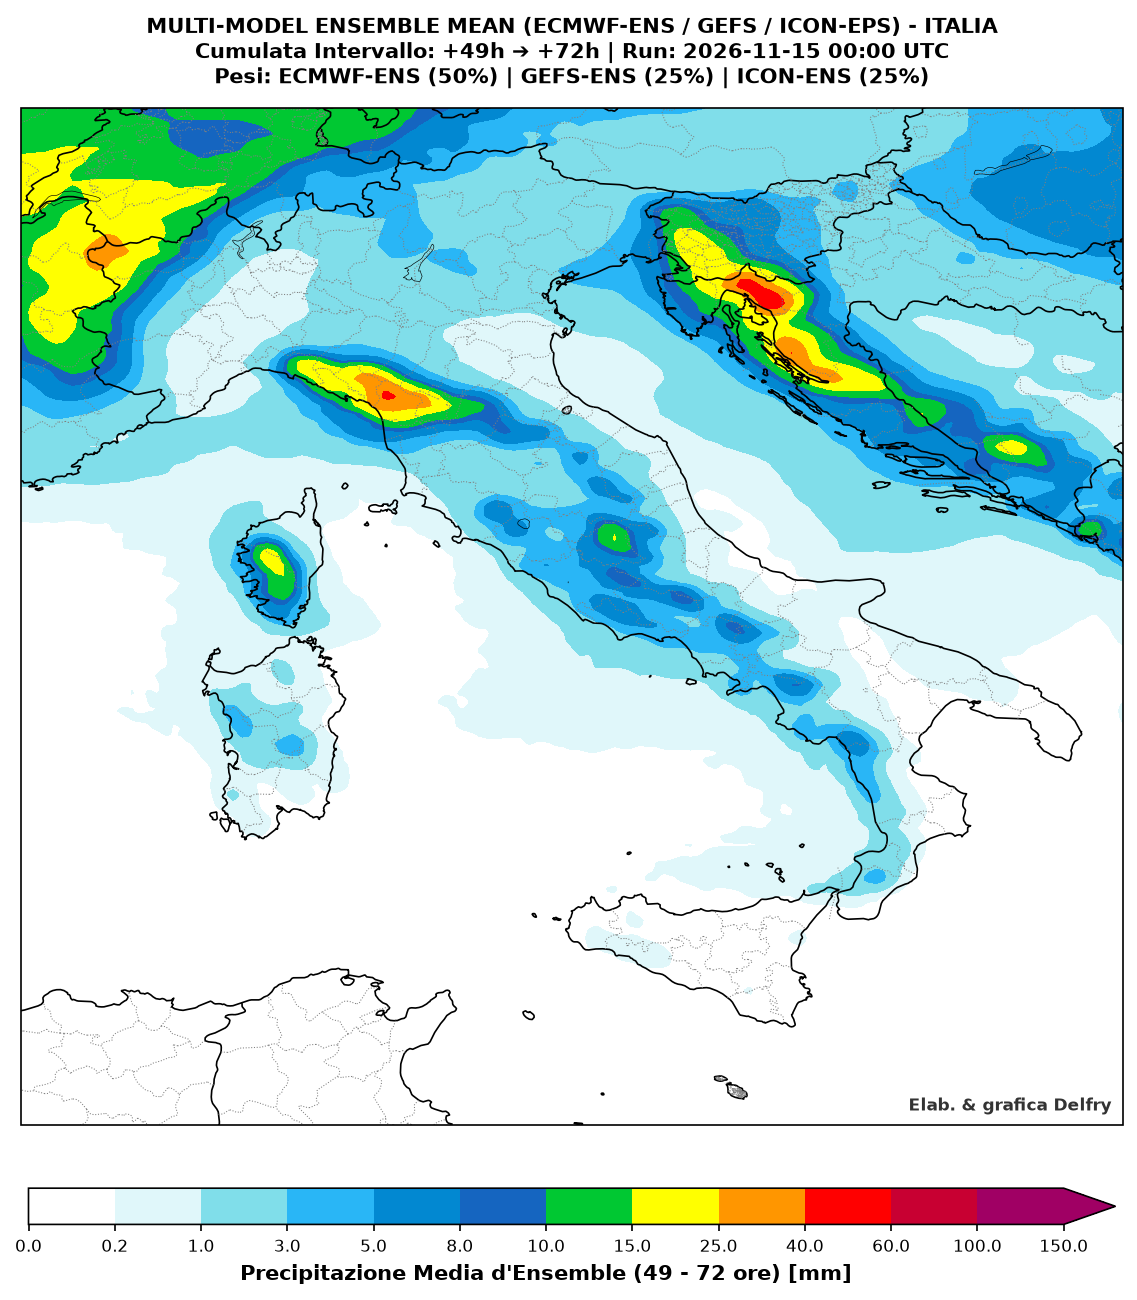 MULTI-MODEL ENSEMBLE MEAN (ECMWF-ENS / GEFS / ICON-EPS) - ITALIA
Cumulata Intervallo: +49h → +72h | Run: 2026-11-15 00:00 UTC
Pesi: ECMWF-ENS (50%) | GEFS-ENS (25%) | ICON-ENS (25%)
Elab. & grafica Delfry
0.0 0.2 1.0 3.0 5.0 8.0 10.0 15.0 25.0 40.0 60.0 100.0 150.0
Precipitazione Media d'Ensemble (49 - 72 ore) [mm]